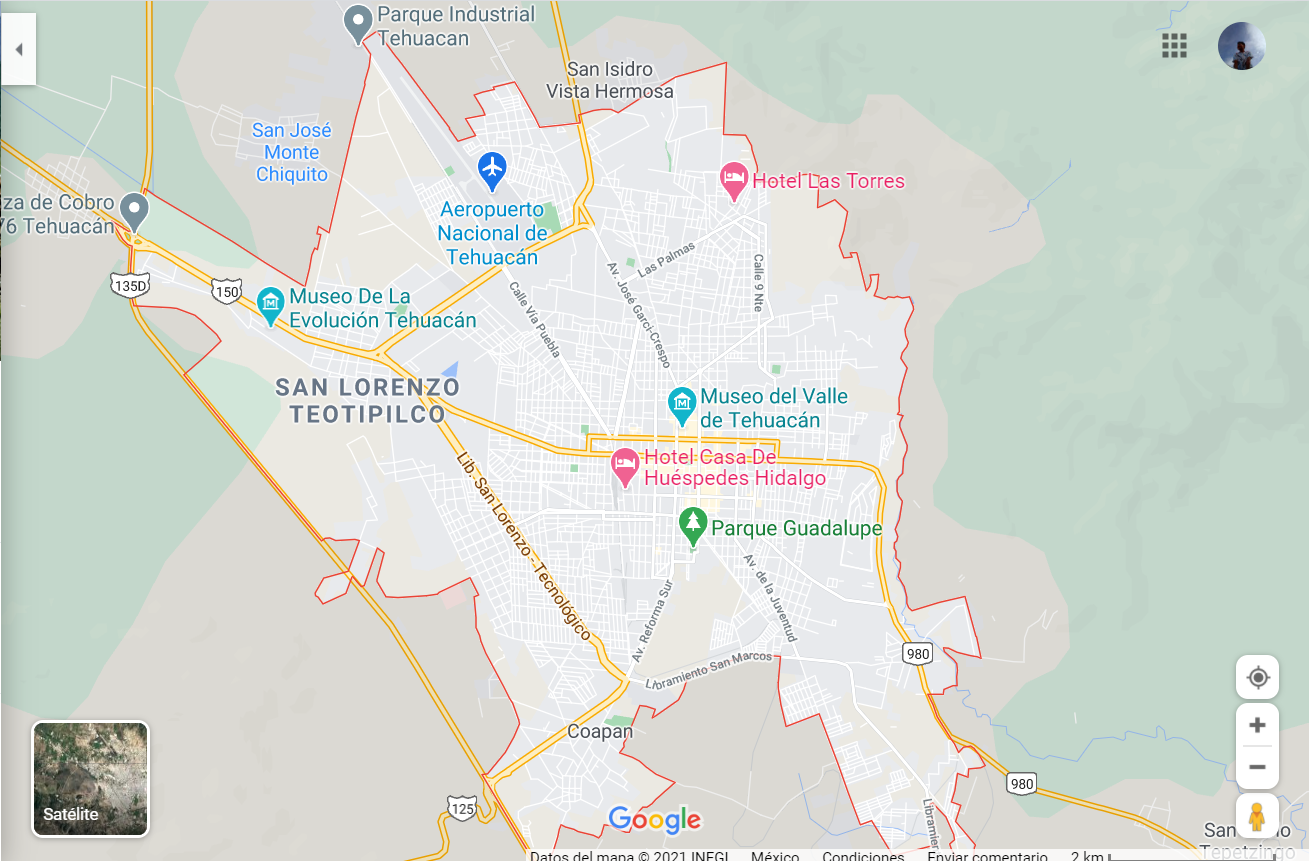 Parque Industrial
Tehuacan
San Isidro
Vista Hermosa
San José
Monte
Chiquito
Hotel Las Torres
za de Cobro
76 Tehuacán
Aeropuerto
Nacional de
Tehuacán
Las Palmas
Calle 9 Nte
135D
150
Museo De La
Evolución Tehuacán
Calle Vía Puebla
Av. José Garci-Crespo
SAN LORENZO
TEOTIPILCO
Museo del Valle
de Tehuacán
Hotel Casa De
Huéspedes Hidalgo
Lib. San Lorenzo - Tecnológico
Parque Guadalupe
Av. de la Juventud
Av. Reforma Sur
980
Libramiento San Marcos
Coapan
980
125
Satélite
Google
Libramien
San
no
Tepetzingo
Datos del mapa © 2021 INEGI México Condiciones Enviar comentario 2 km